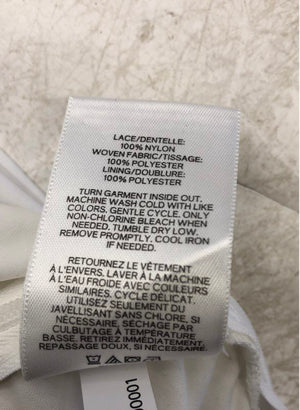 LACE/DENTELLE:
100% NYLON
WOVEN FABRIC/TISSAGE:
100% POLYESTER
LINING/DOUBLURE:
100% POLYESTER
TURN GARMENT INSIDE OUT.
MACHINE WASH COLD WITH LIKE
COLORS. GENTLE CYCLE. ONLY
NON-CHLORINE BLEACH WHEN
NEEDED. TUMBLE DRY LOW.
REMOVE PROMPTLY. COOL IRON
IF NEEDED.
RETOURNEZ LE VÊTEMENT
À L'ENVERS. LAVER À LA MACHINE
À L'EAU FROIDE AVEC COULEURS
SIMILAIRES. CYCLE DÉLICAT.
UTILISEZ SEULEMENT DU
JAVELLISANT SANS CHLORE. SI
NÉCESSAIRE, SÉCHAGE PAR
CULBUTAGE À TEMPÉRATURE
BASSE. RETIREZ IMMÉDIATEMENT.
REPASSAGE DOUX, SI NÉCESSAIRE.